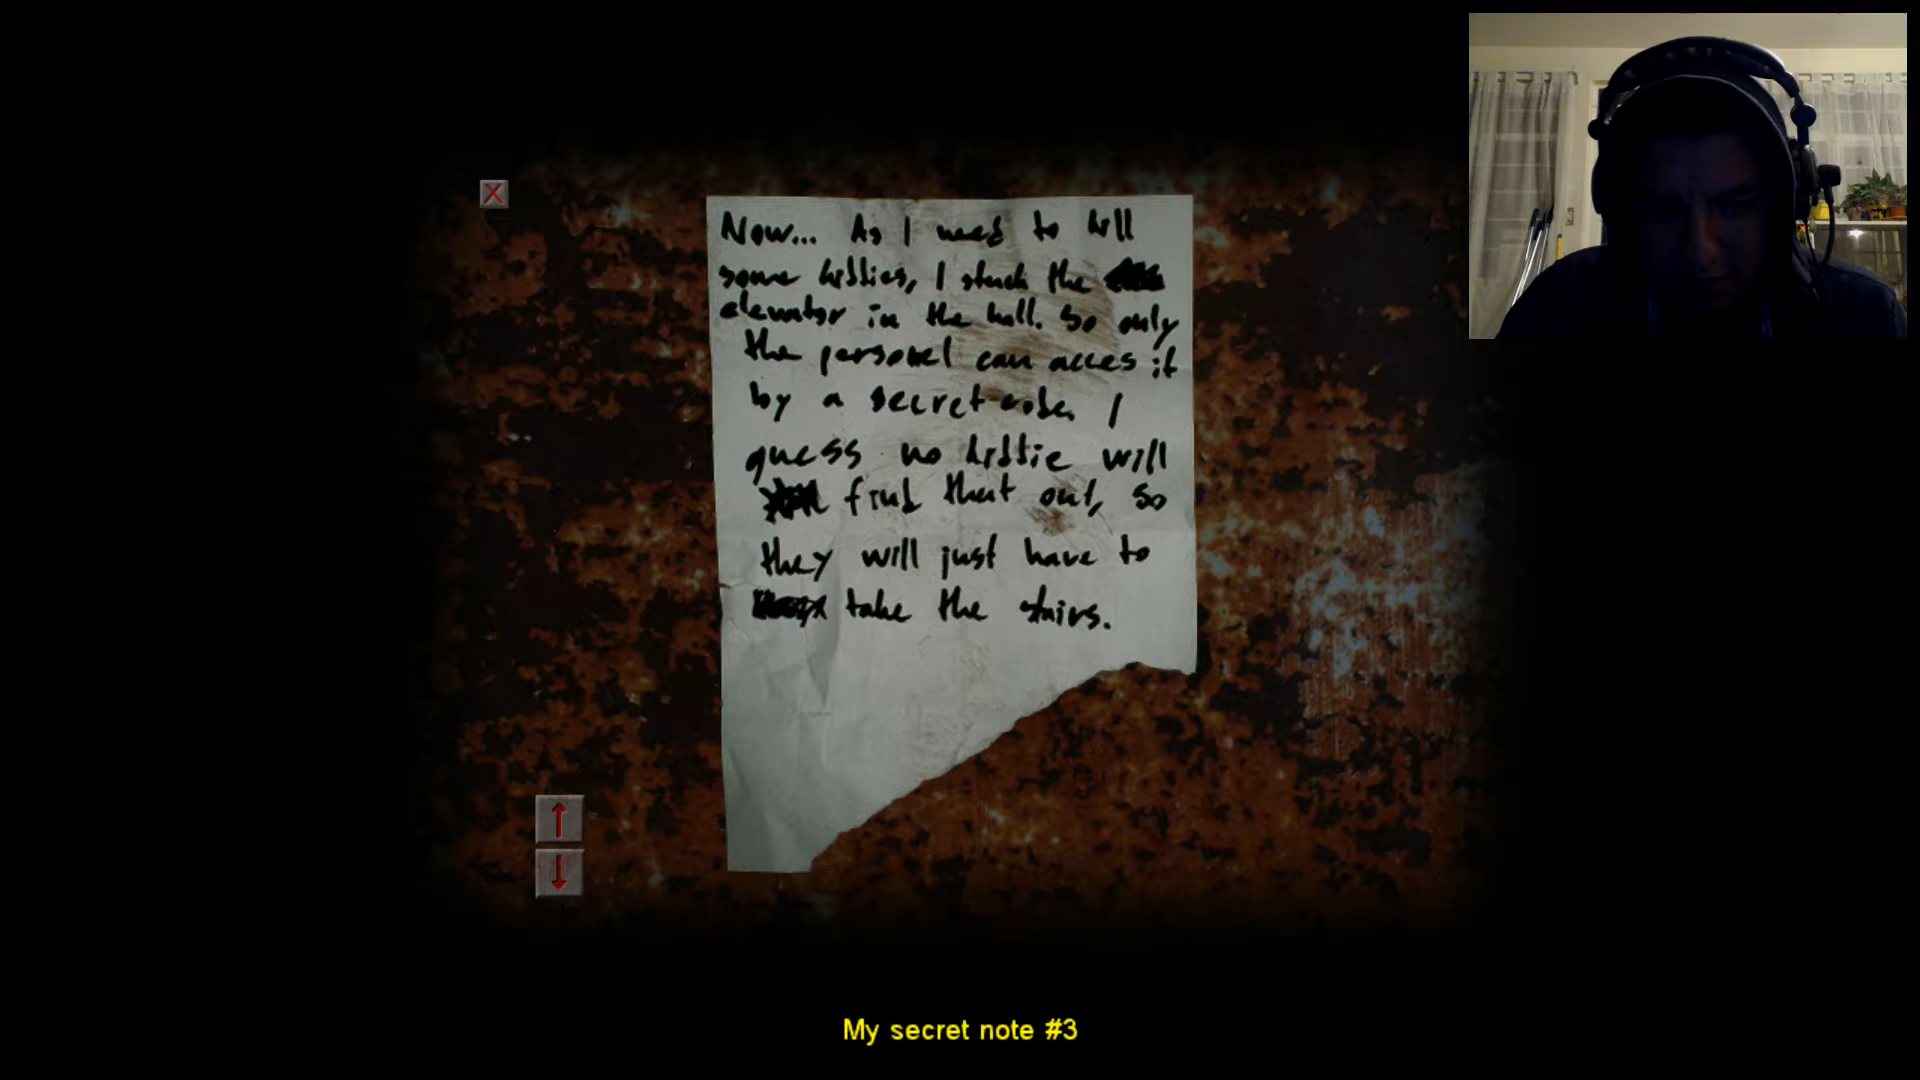 Now... As I need to kill
some kiddies, I stuck the
elevator in the hall. So only
the personel can acces it
by a secret code. I
guess no kiddie will
find that out, so
they will just have to
take the stairs.
My secret note #3